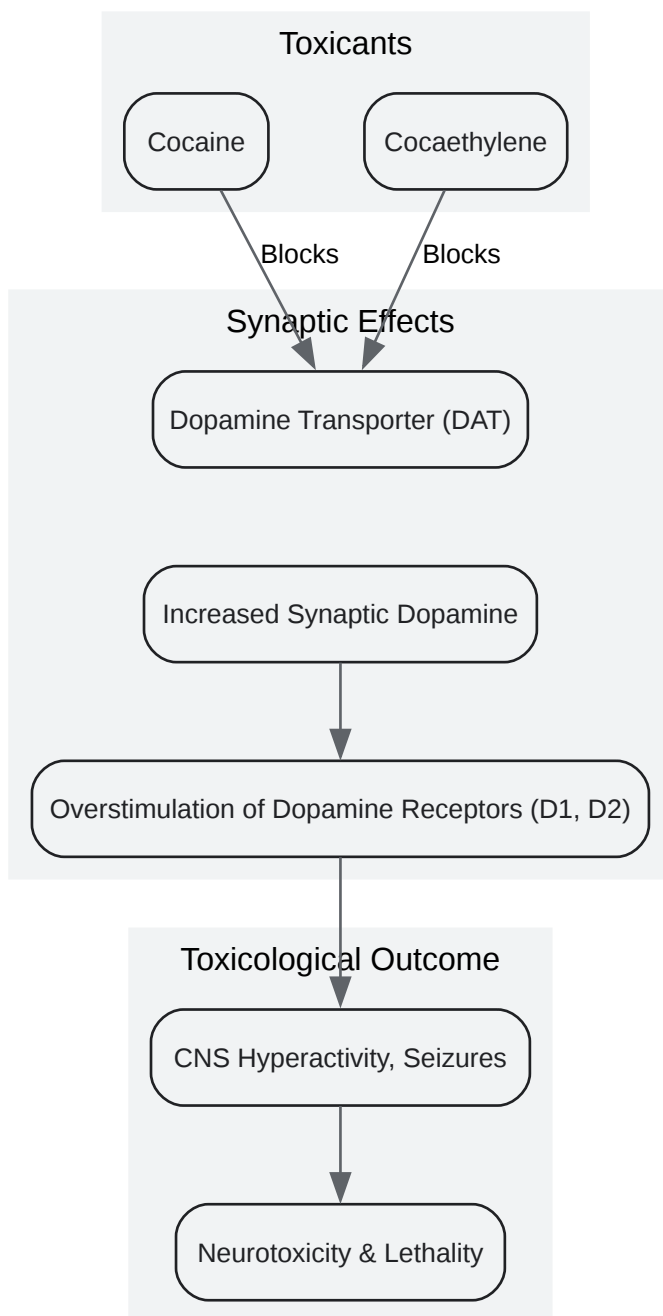 Toxicants
Cocaine
Cocaethylene
Blocks
Blocks
Synaptic Effects
Dopamine Transporter (DAT)
Increased Synaptic Dopamine
Overstimulation of Dopamine Receptors (D1, D2)
Toxicological Outcome
CNS Hyperactivity, Seizures
Neurotoxicity & Lethality